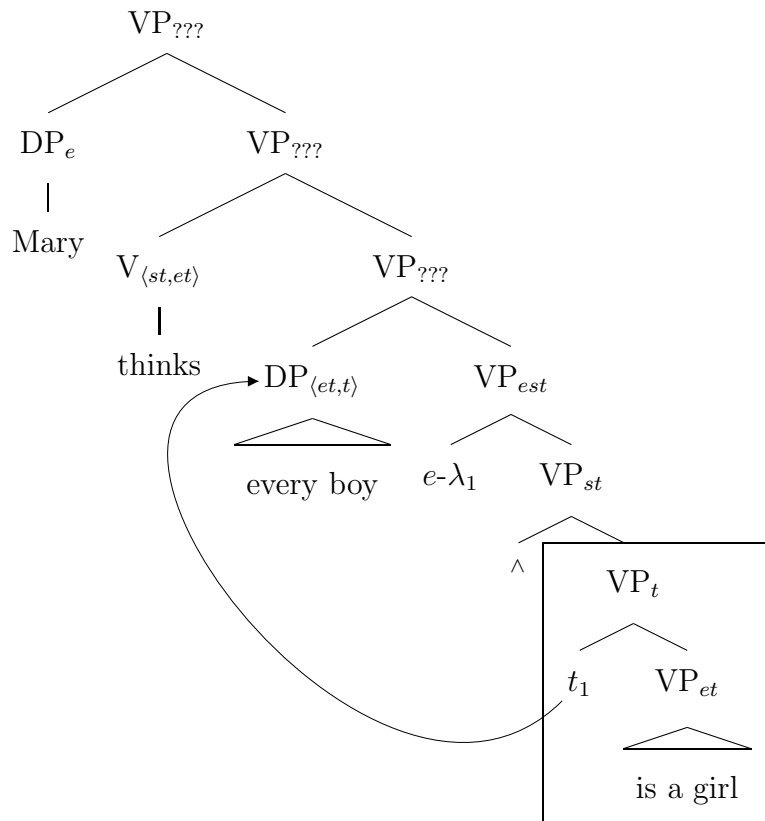 VP???
DPe VP???
Mary
V⟨st,et⟩ VP???
thinks
DP⟨et,t⟩ VPest
every boy e-λ1 VPst
^ VPt
t1 VPet
is a girl